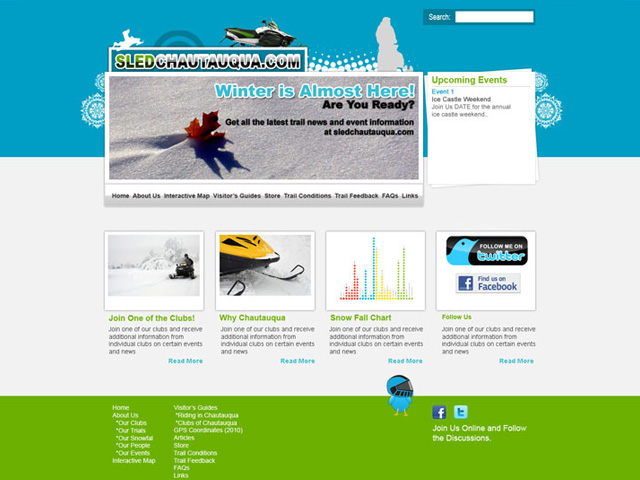 Search:
SLEDCHAUTAUQUA.COM
Winter is Almost Here!
Are You Ready?
Get all the latest trail news and event information
at sledchautauqua.com
Upcoming Events
Event 1
Ice Castle Weekend
Join Us DATE for the annual
ice castle weekend..
Home About Us Interactive Map Visitor's Guides Store Trail Conditions Trail Feedback FAQs Links
FOLLOW ME ON
twitter
Find us on
Facebook
Join One of the Clubs!
Join one of our clubs and receive
additional information from
individual clubs on certain events
and news
Read More
Why Chautauqua
Join one of our clubs and receive
additional information from
individual clubs on certain events
and news
Read More
Snow Fall Chart
Join one of our clubs and receive
additional information from
individual clubs on certain events
and news
Read More
Follow Us
Join one of our clubs and receive
additional information from
individual clubs on certain events
and news
Read More
Home
About Us
*Our Clubs
*Our Trials
*Our Snowfal
*Our People
*Our Events
Interactive Map
Visitor's Guides
*Riding in Chautauqua
*Clubs of Chautauqua
GPS Coordinates (2010)
Articles
Store
Trail Conditions
Trail Feedback
FAQs
Links
Join Us Online and Follow
the Discussions.